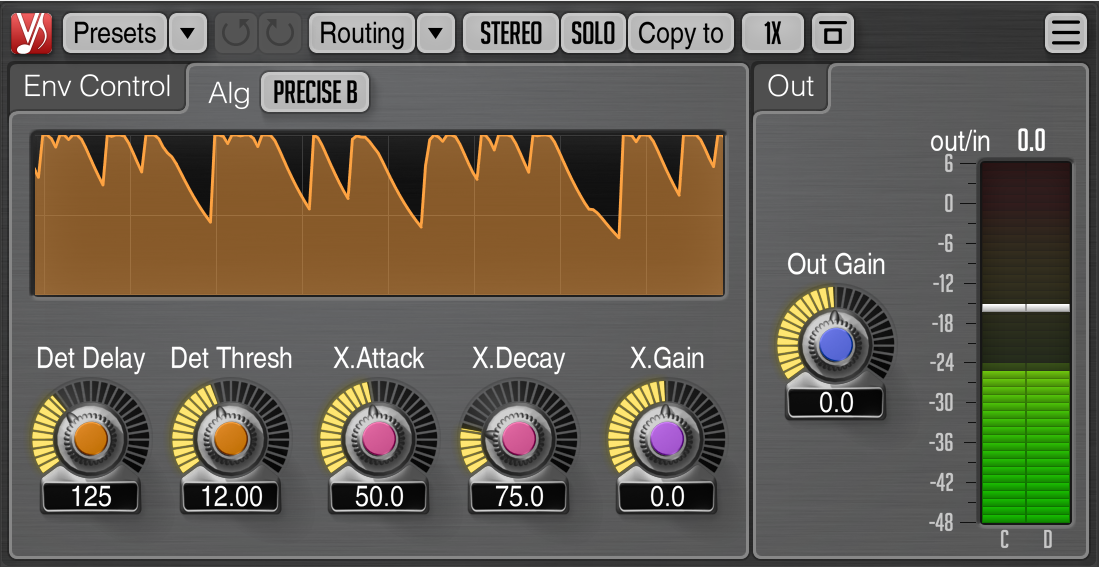 Presets
Routing
STEREO
SOLO
Copy to
1X
Env Control
Alg
PRECISE B
Out
out/in 0.0
6
0
-6
-12
-18
-24
-30
-36
-42
-48
C D
Out Gain
0.0
Det Delay
Det Thresh
X.Attack
X.Decay
X.Gain
125
12.00
50.0
75.0
0.0